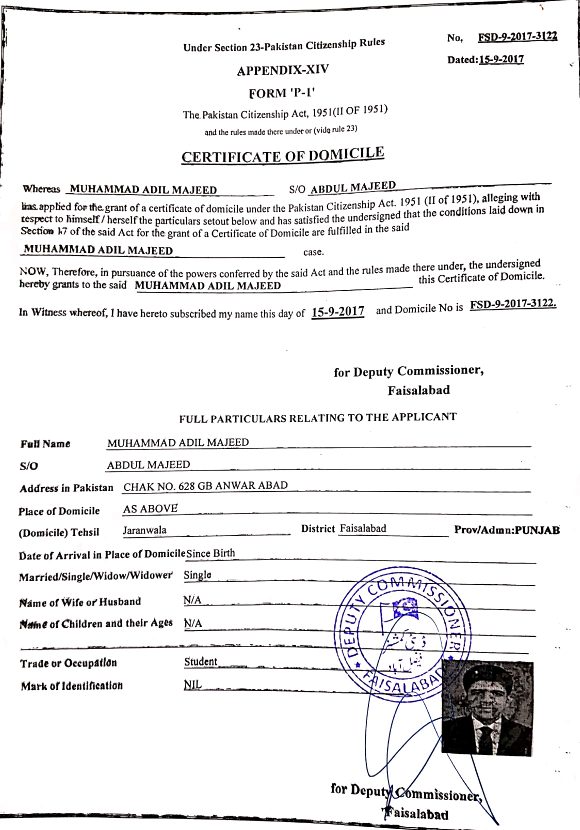 No, FSD-9-2017-3122
Under Section 23-Pakistan Citizenship Rules
Dated:15-9-2017
APPENDIX-XIV
FORM 'P-1'
The Pakistan Citizenship Act, 1951(II OF 1951)
and the rules made there under or (vide rule 23)
CERTIFICATE OF DOMICILE
Whereas MUHAMMAD ADIL MAJEED S/O ABDUL MAJEED
has applied for the grant of a certificate of domicile under the Pakistan Citizenship Act. 1951 (II of 1951), alleging with
respect to himself / herself the particulars setout below and has satisfied the undersigned that the conditions laid down in
Section 17 of the said Act for the grant of a Certificate of Domicile are fulfilled in the said
MUHAMMAD ADIL MAJEED case.
NOW, Therefore, in pursuance of the powers conferred by the said Act and the rules made there under, the undersigned
hereby grants to the said MUHAMMAD ADIL MAJEED this Certificate of Domicile.
In Witness whereof, I have hereto subscribed my name this day of 15-9-2017 and Domicile No is FSD-9-2017-3122.
for Deputy Commissioner,
Faisalabad
FULL PARTICULARS RELATING TO THE APPLICANT
Full Name MUHAMMAD ADIL MAJEED
S/O ABDUL MAJEED
Address in Pakistan CHAK NO. 628 GB ANWAR ABAD
Place of Domicile AS ABOVE
(Domicile) Tehsil Jaranwala District Faisalabad Prov/Admn:PUNJAB
Date of Arrival in Place of Domicile Since Birth
Married/Single/Widow/Widower Single
Name of Wife or Husband N/A
Name of Children and their Ages N/A
Trade or Occupation Student
Mark of Identification NIL
DEPUTY COMMISSIONER
ڈپٹی کمشنر
فیصل آباد
FAISALABAD
for Deputy Commissioner,
Faisalabad